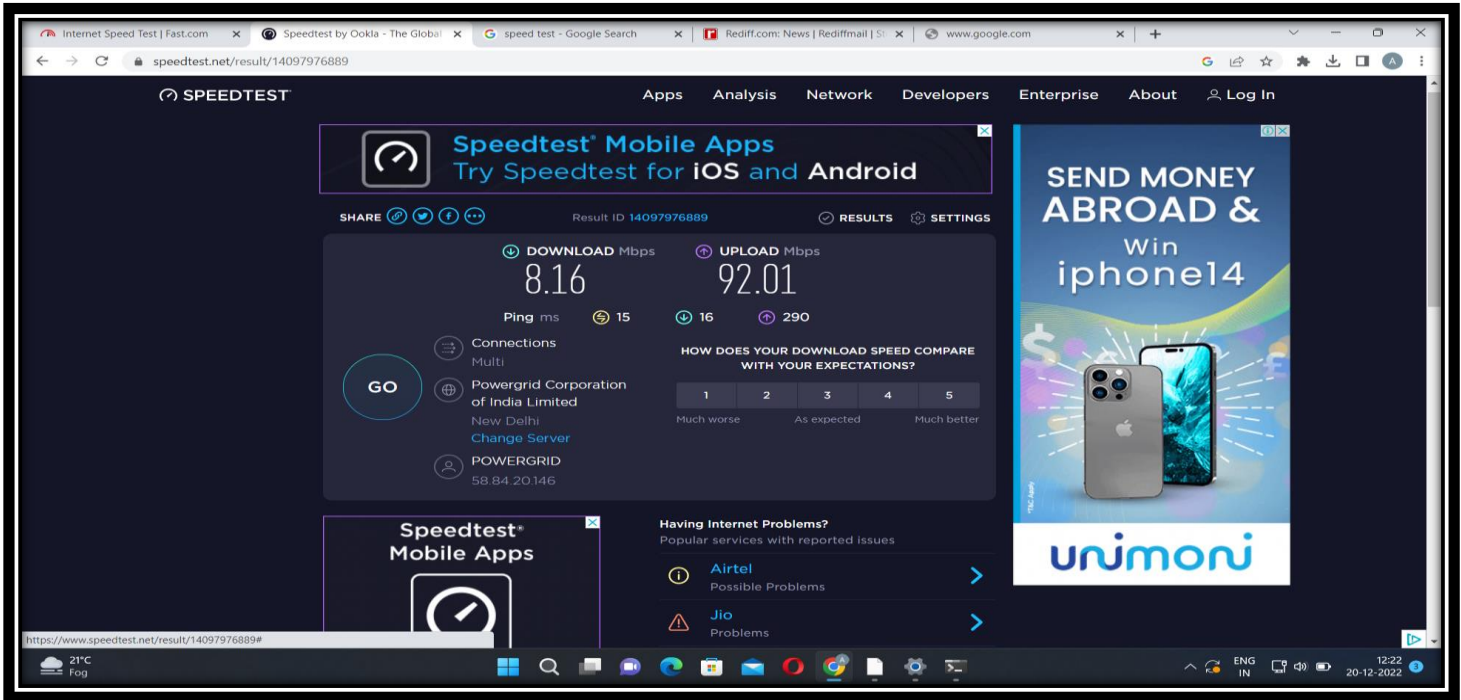 Internet Speed Test | Fast.com
Speedtest by Ookla - The Global
speed test - Google Search
Rediff.com: News | Rediffmail | St
www.google.com
speedtest.net/result/14097976889
G
A
SPEEDTEST
Apps Analysis Network Developers Enterprise About Log In
Speedtest® Mobile Apps
Try Speedtest for iOS and Android
SHARE
Result ID 14097976889
RESULTS SETTINGS
DOWNLOAD Mbps
8.16
UPLOAD Mbps
92.01
Ping ms 15 16 290
GO
Connections
Multi
Powergrid Corporation
of India Limited
New Delhi
Change Server
POWERGRID
58.84.20.146
HOW DOES YOUR DOWNLOAD SPEED COMPARE
WITH YOUR EXPECTATIONS?
1 2 3 4 5
Much worse As expected Much better
SEND MONEY
ABROAD &
Win
iphone14
*T&C Apply
unimoni
Speedtest®
Mobile Apps
Having Internet Problems?
Popular services with reported issues
Airtel
Possible Problems
Jio
Problems
https://www.speedtest.net/result/14097976889#
21°C
Fog
ENG
IN
12:22
20-12-2022
3